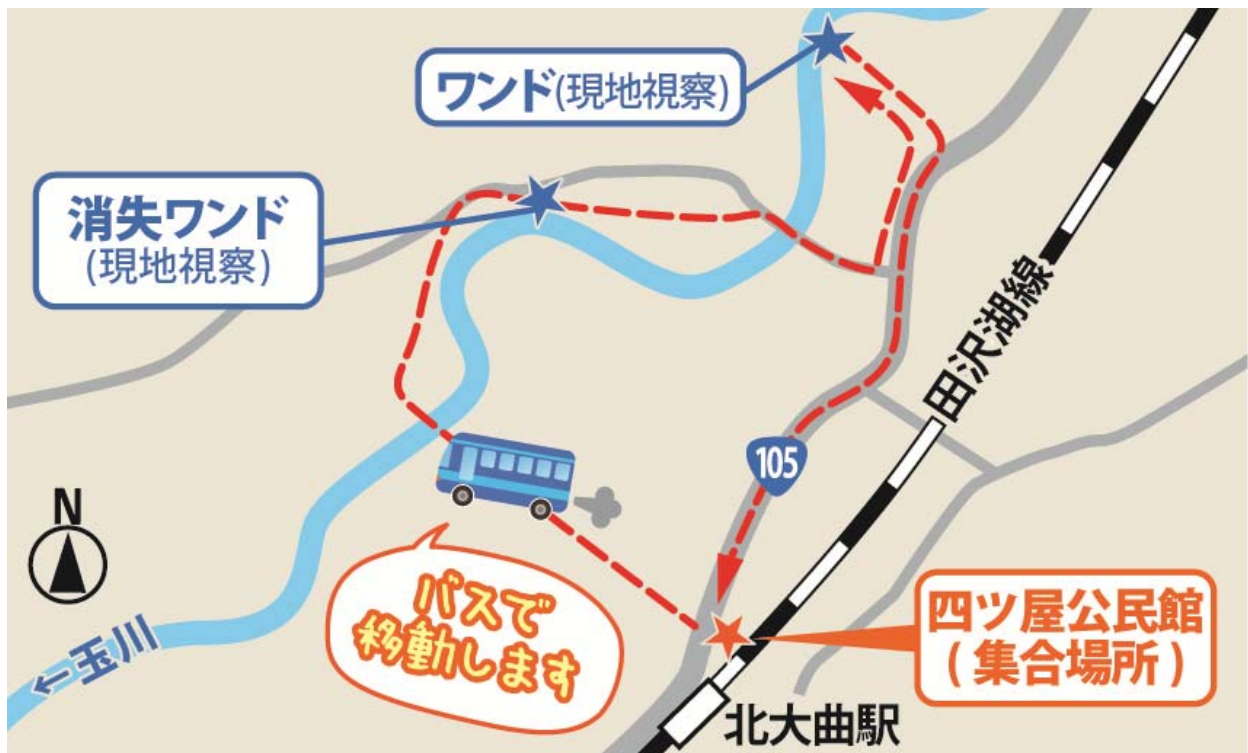 ワンド(現地視察)
消失ワンド
(現地視察)
田沢湖線
105
N
バスで
移動します
四ツ屋公民館
(集合場所)
←玉川
北大曲駅